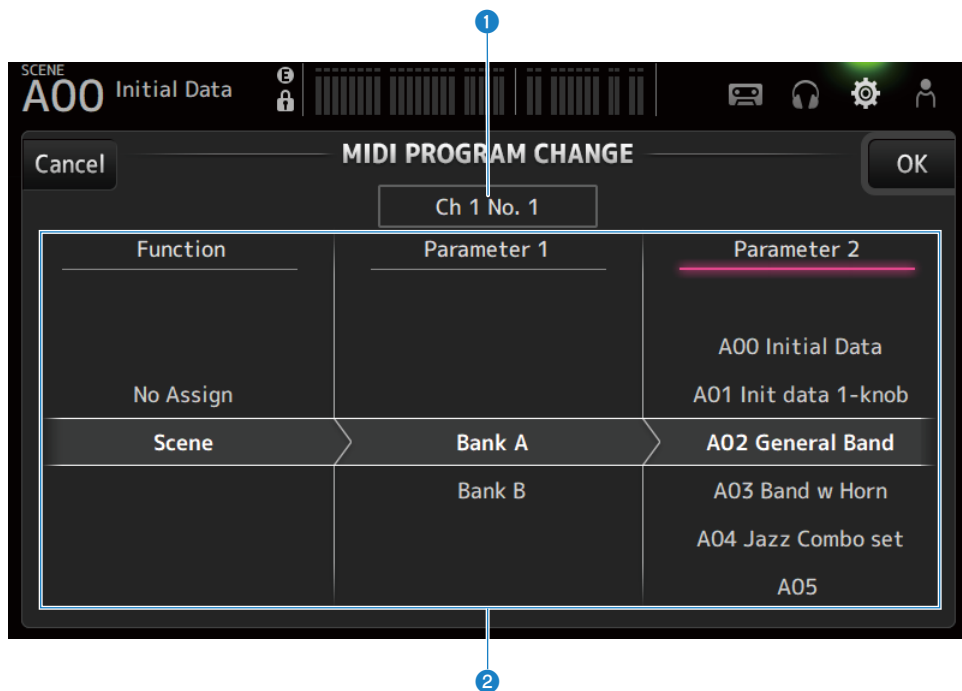 1
SCENE
A00 Initial Data
E
Cancel
MIDI PROGRAM CHANGE
OK
Ch 1 No. 1
Function
Parameter 1
Parameter 2
A00 Initial Data
No Assign
A01 Init data 1-knob
Scene
Bank A
A02 General Band
Bank B
A03 Band w Horn
A04 Jazz Combo set
A05
2